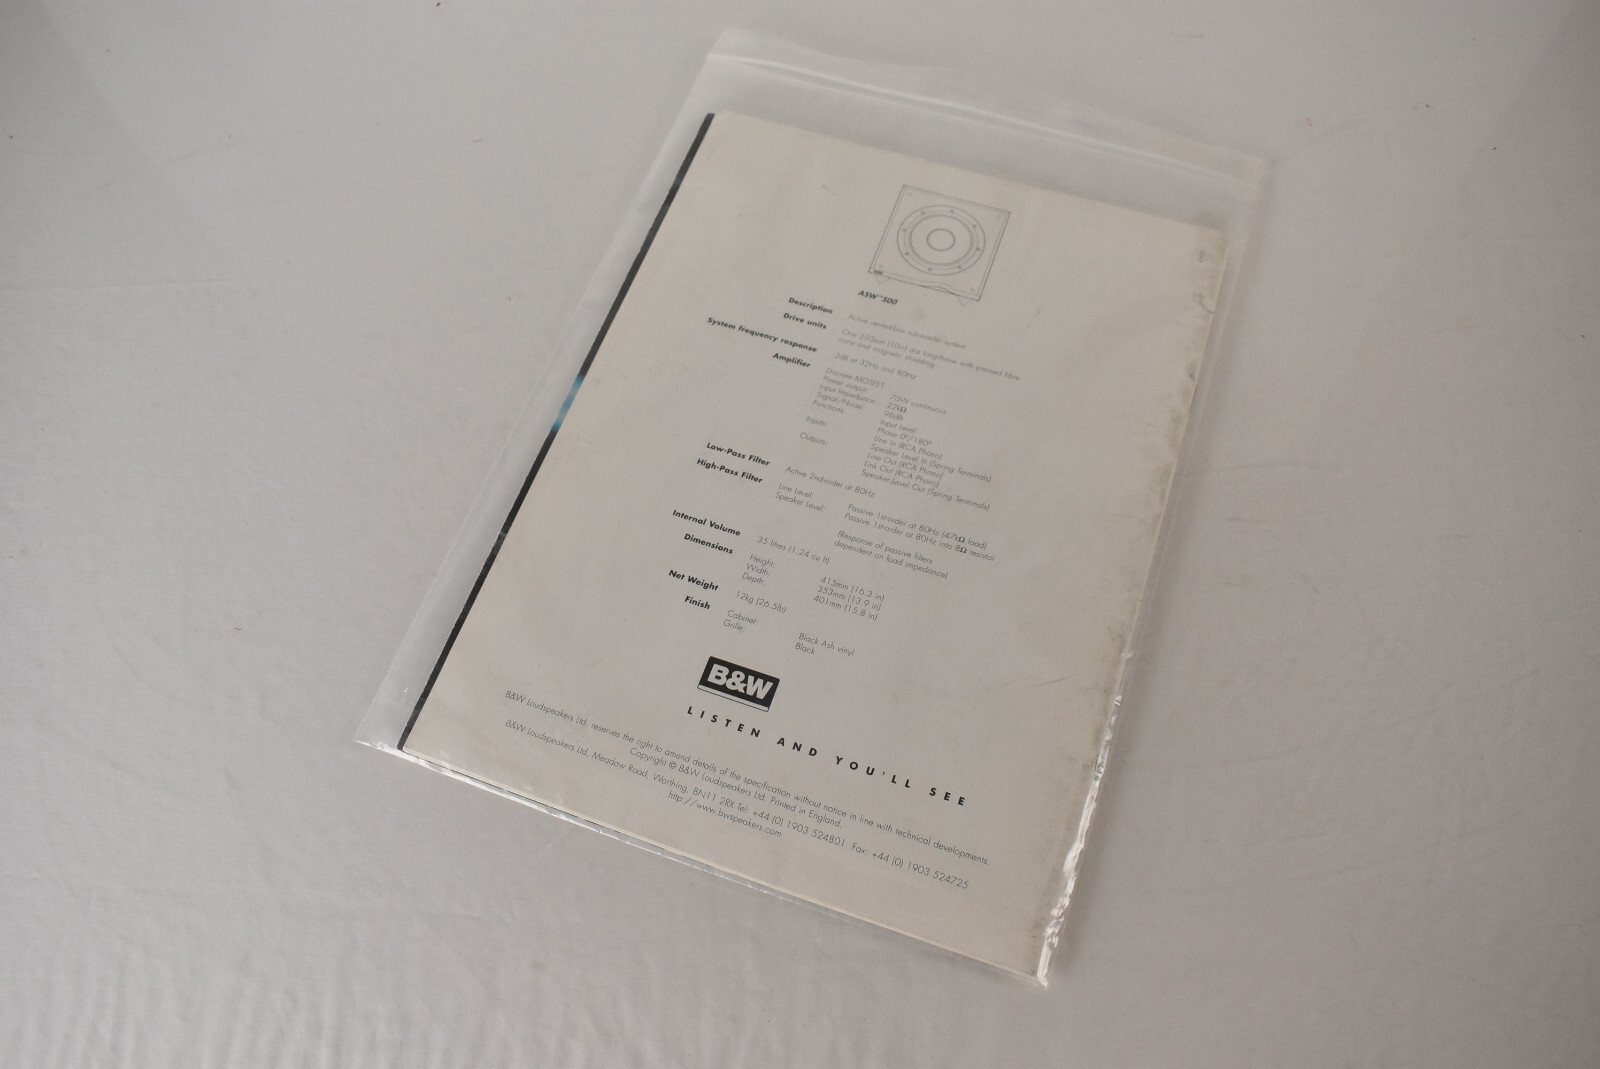 ASW™500
Description
Active vented-box subwoofer system
Drive units
One 250mm (10in) dia long-throw with pressed fibre
cone and magnetic shielding
System frequency response
-3dB at 32Hz and 80Hz
Amplifier
Discrete MOSFET
Power output: 70W continuous
Input Impedance: 22kΩ
Signal/Noise: 96dB
Functions: Input Level
Phase 0°/180°
Inputs: Line In (RCA Phono)
Speaker Level In (Spring Terminals)
Outputs: Line Out (RCA Phono)
Link Out (RCA Phono)
Speaker Level Out (Spring Terminals)
Low-Pass Filter
Active 2nd-order at 80Hz
High-Pass Filter
Line Level: Passive 1st-order at 80Hz (47kΩ load)
Speaker Level: Passive 1st-order at 80Hz into 8Ω resistor
(Response of passive filters
dependent on load impedance)
Internal Volume
35 litres (1.24 cu ft)
Dimensions
Height: 415mm (16.3 in)
Width: 353mm (13.9 in)
Depth: 401mm (15.8 in)
Net Weight
12kg (26.5lb)
Finish
Cabinet: Black Ash vinyl
Grille: Black
B&W
LISTEN AND YOU'LL SEE
B&W Loudspeakers Ltd. reserves the right to amend details of the specification without notice in line with technical developments.
Copyright © B&W Loudspeakers Ltd. Printed in England.
B&W Loudspeakers Ltd, Meadow Road, Worthing, BN11 2RX Tel: +44 (0) 1903 524801 Fax: +44 (0) 1903 524725
http://www.bwspeakers.com